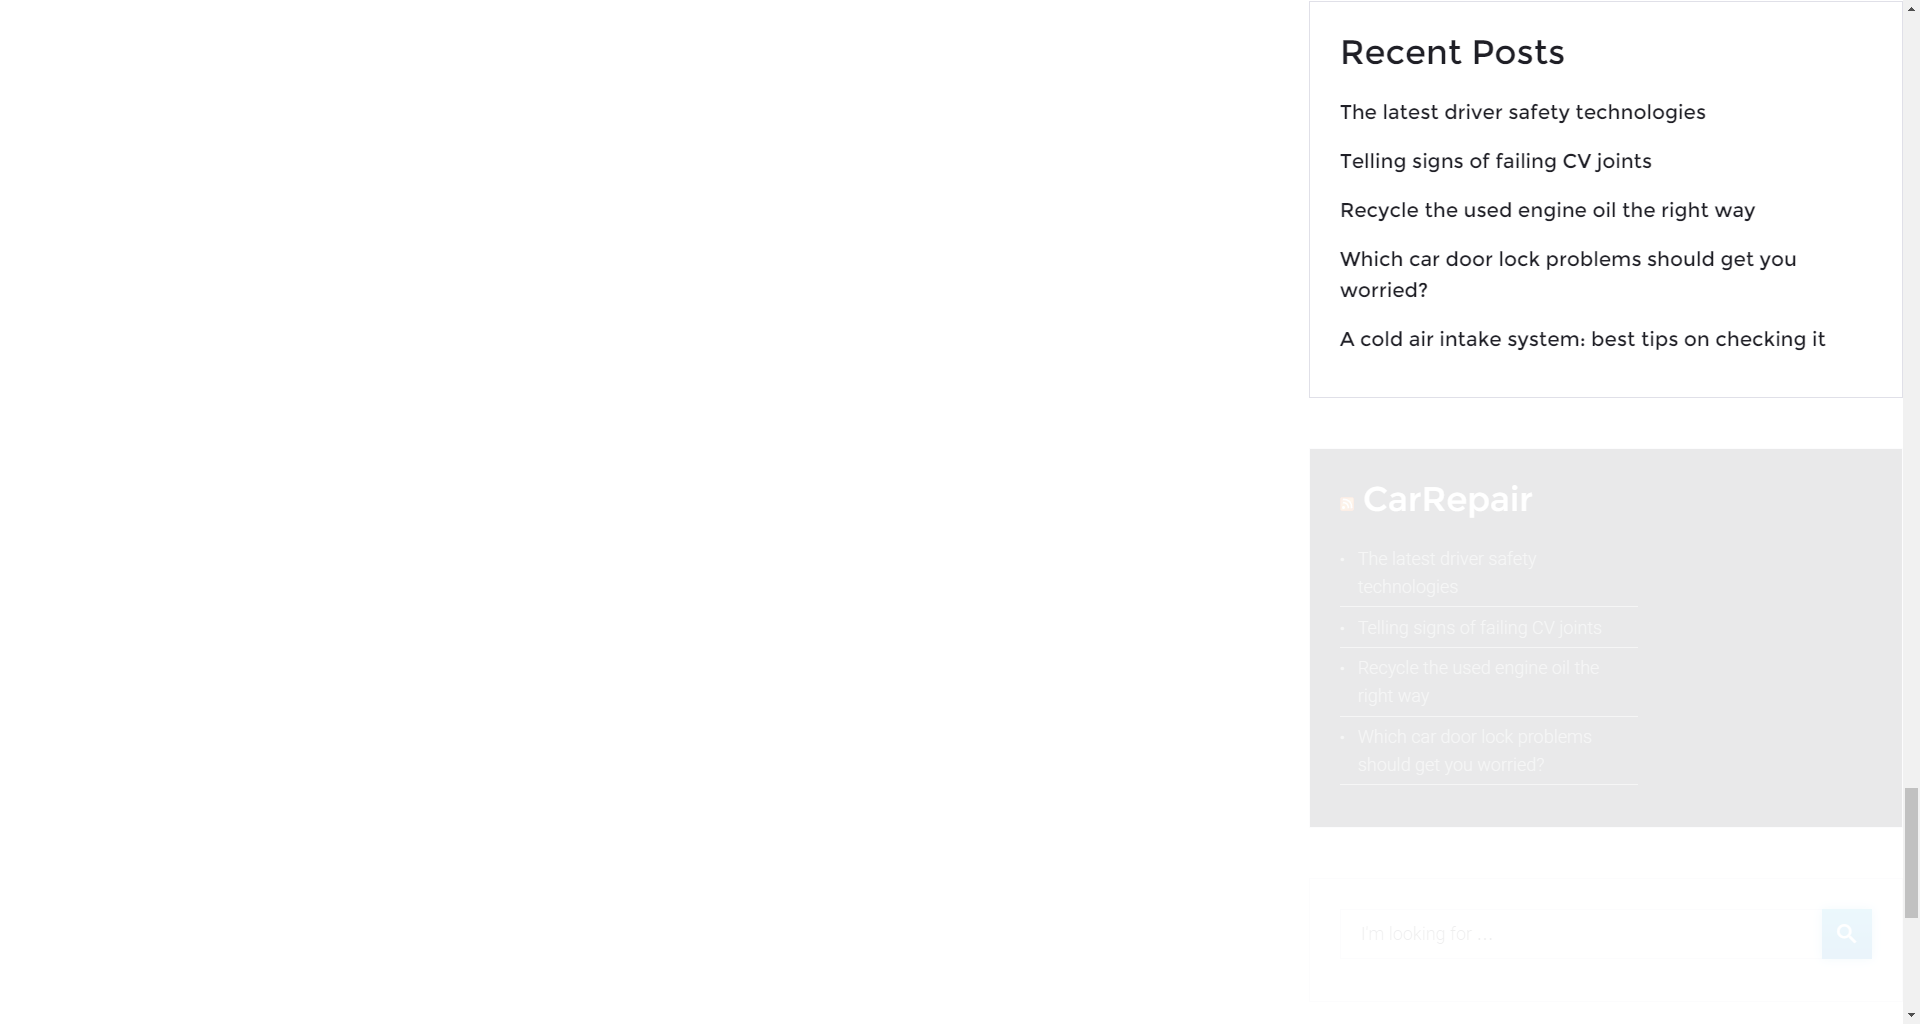 Recent Posts
The latest driver safety technologies
Telling signs of failing CV joints
Recycle the used engine oil the right way
Which car door lock problems should get you
worried?
A cold air intake system: best tips on checking it
CarRepair
• The latest driver safety
technologies
• Telling signs of failing CV joints
• Recycle the used engine oil the
right way
• Which car door lock problems
should get you worried?
I'm looking for ...